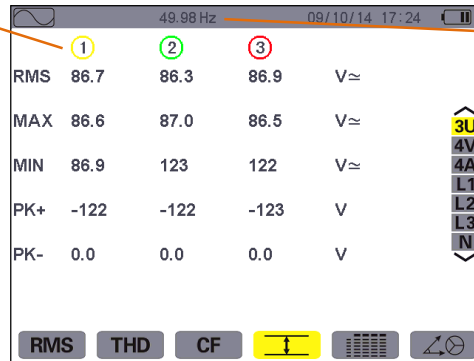 49.98 Hz 09/10/14 17:24
1 2 3
RMS 86.7 86.3 86.9 V≃
MAX 86.6 87.0 86.5 V≃
MIN 86.9 123 122 V≃
PK+ -122 -122 -123 V
PK- 0.0 0.0 0.0 V
3U
4V
4A
L1
L2
L3
N
RMS THD CF